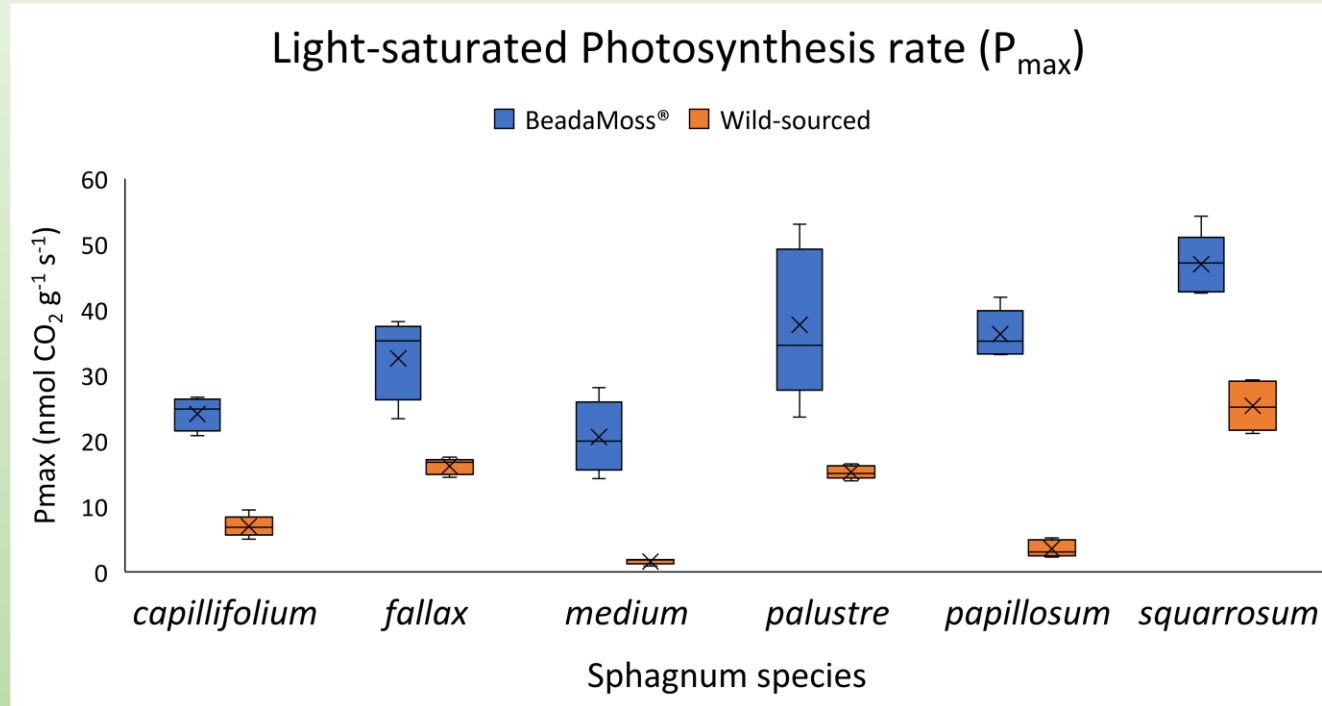 Light-saturated Photosynthesis rate (Pmax)
BeadaMoss® Wild-sourced
60
50
40
30
20
10
0
Pmax (nmol CO2 g-1 s-1)
capillifolium fallax medium palustre papillosum squarrosum
Sphagnum species